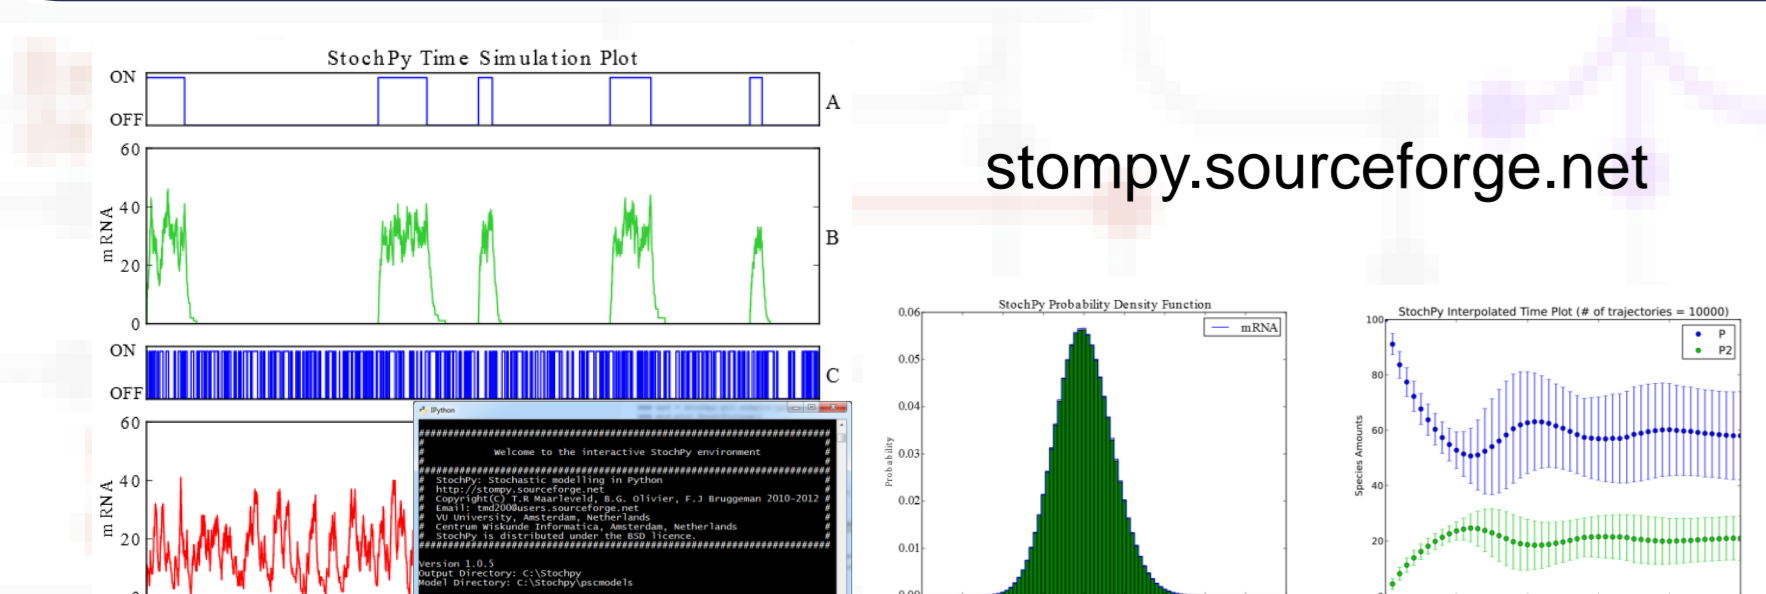 StochPy Time Simulation Plot
ON
OFF
A
60
40
20
0
mRNA
B
ON
OFF
C
60
40
20
mRNA
IPython
##########################################################################
Welcome to the interactive StochPy environment
##########################################################################
# StochPy: Stochastic modelling in Python #
# http://stompy.sourceforge.net #
# Copyright(C) T.R Maarleveld, B.G. Olivier, F.J Bruggeman 2010-2012 #
# Email: tmd200@users.sourceforge.net #
# VU University, Amsterdam, Netherlands #
# Centrum Wiskunde Informatica, Amsterdam, Netherlands #
# StochPy is distributed under the BSD licence. #
##########################################################################
Version 1.0.5
Output Directory: C:\Stochpy
Model Directory: C:\Stochpy\pscmodels
stompy.sourceforge.net
StochPy Probability Density Function
0.06
0.05
0.04
0.03
0.02
0.01
0.00
Probability
mRNA
StochPy Interpolated Time Plot (# of trajectories = 10000)
100
80
60
40
20
Species Amounts
P
P2